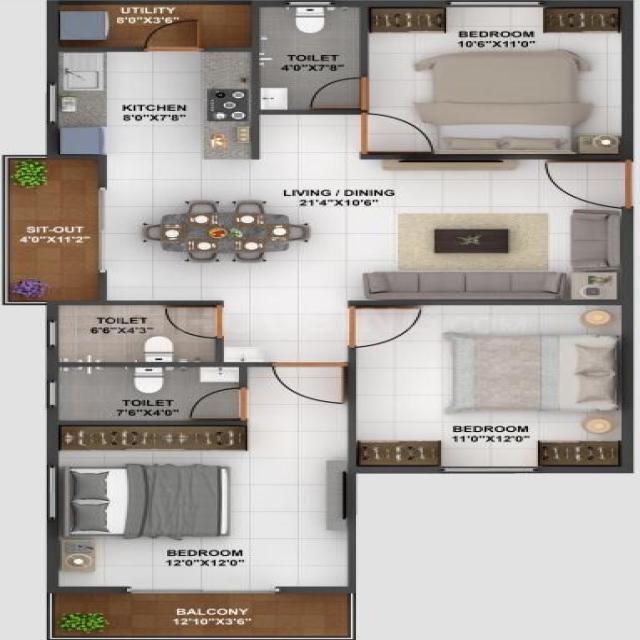 UTILITY
8'0"X3'6"
TOILET
4'0"X7'8"
BEDROOM
10'6"X11'0"
KITCHEN
8'0"X7'8"
LIVING / DINING
21'4"X10'6"
SIT-OUT
4'0"X11'2"
TOILET
6'6"X4'3"
TOILET
7'6"X4'0"
BEDROOM
11'0"X12'0"
BEDROOM
12'0"X12'0"
BALCONY
12'10"X3'6"